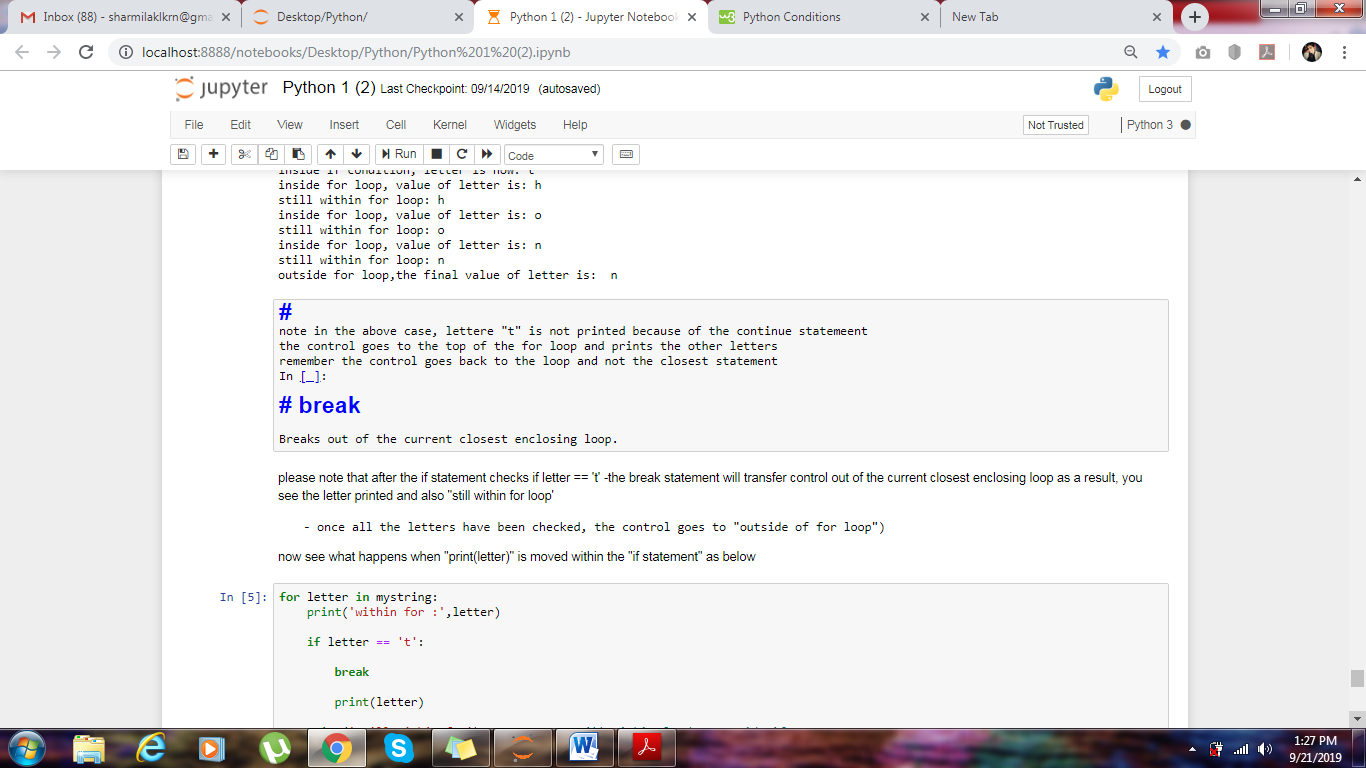 Inbox (88) - sharmilaklkrn@gma
Desktop/Python/
Python 1 (2) - Jupyter Notebook
Python Conditions
New Tab
localhost:8888/notebooks/Desktop/Python/Python%201%20(2).ipynb
jupyter Python 1 (2) Last Checkpoint: 09/14/2019 (autosaved)
Logout
File Edit View Insert Cell Kernel Widgets Help
Not Trusted
Python 3
Run
Code
inside if condition, letter is now: t
inside for loop, value of letter is: h
still within for loop: h
inside for loop, value of letter is: o
still within for loop: o
inside for loop, value of letter is: n
still within for loop: n
outside for loop,the final value of letter is:  n
#
note in the above case, lettere "t" is not printed because of the continue statemeent
the control goes to the top of the for loop and prints the other letters
remember the control goes back to the loop and not the closest statement
In [_]:
# break
Breaks out of the current closest enclosing loop.
please note that after the if statement checks if letter == 't' -the break statement will transfer control out of the current closest enclosing loop as a result, you
see the letter printed and also "still within for loop'
- once all the letters have been checked, the control goes to "outside of for loop")
now see what happens when "print(letter)" is moved within the "if statement" as below
In [5]: for letter in mystring:
print('within for :',letter)
if letter == 't':
break
print(letter)
1:27 PM
9/21/2019